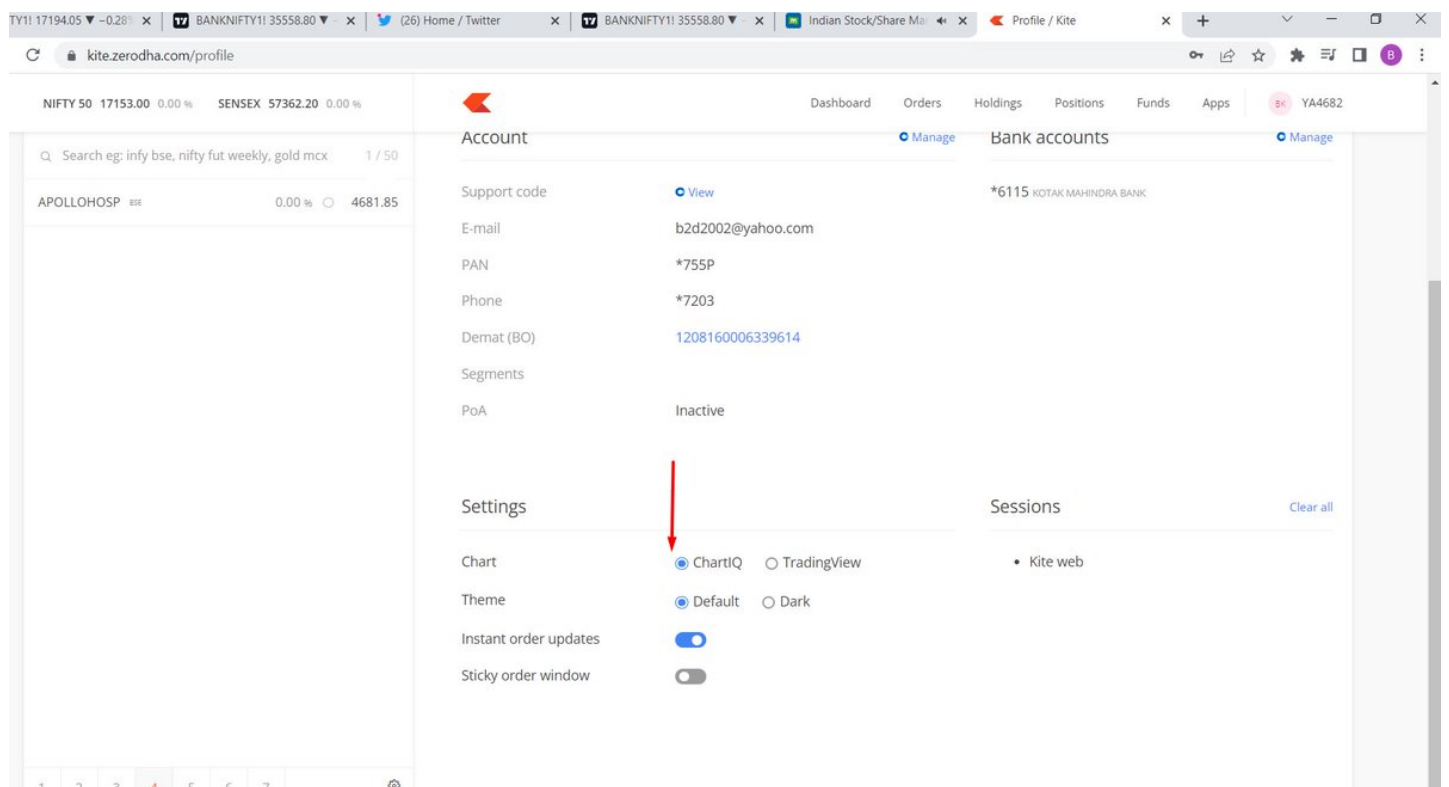 TY1! 17194.05 ▼ −0.28%
BANKNIFTY1! 35558.80 ▼ -
(26) Home / Twitter
BANKNIFTY1! 35558.80 ▼ -
Indian Stock/Share Mar
Profile / Kite
kite.zerodha.com/profile
B
NIFTY 50 17153.00 0.00 % SENSEX 57362.20 0.00 %
Dashboard Orders Holdings Positions Funds Apps BK YA4682
Search eg: infy bse, nifty fut weekly, gold mcx 1 / 50
APOLLOHOSP BSE 0.00 % 4681.85
Account Manage
Support code View
E-mail b2d2002@yahoo.com
PAN *755P
Phone *7203
Demat (BO) 1208160006339614
Segments
PoA Inactive
Bank accounts Manage
*6115 KOTAK MAHINDRA BANK
Settings
Chart ChartIQ TradingView
Theme Default Dark
Instant order updates
Sticky order window
Sessions Clear all
• Kite web
1 2 3 4 5 6 7